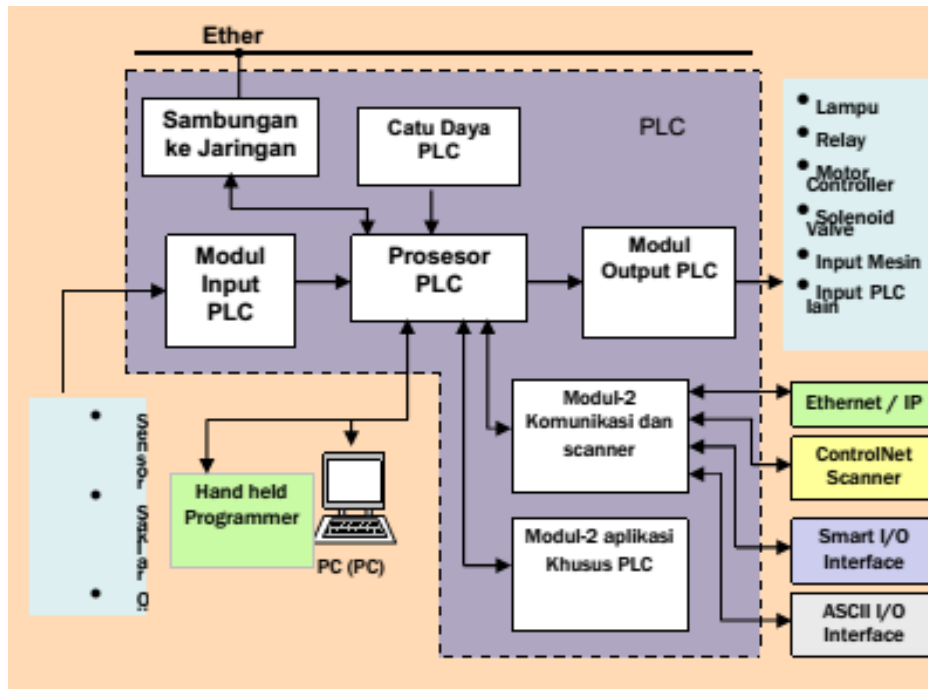 Ether
Sambungan
ke Jaringan
Catu Daya
PLC
PLC
Modul
Input
PLC
Prosesor
PLC
Modul
Output PLC
Lampu
Relay
Motor
Controller
Solenoid
Valve
Input Mesin
Input PLC
lain
Modul-2
Komunikasi dan
scanner
Ethernet / IP
ControlNet
Scanner
Smart I/O
Interface
ASCII I/O
Interface
Modul-2 aplikasi
Khusus PLC
Hand held
Programmer
PC (PC)